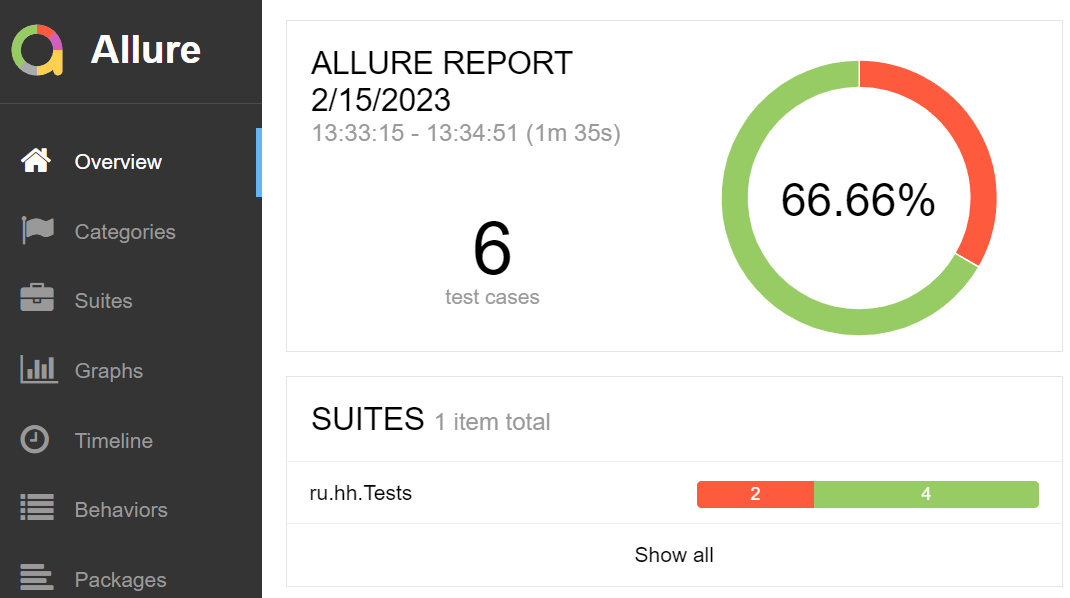 Allure
Overview
Categories
Suites
Graphs
Timeline
Behaviors
Packages
ALLURE REPORT
2/15/2023
13:33:15 - 13:34:51 (1m 35s)
6
test cases
66.66%
SUITES 1 item total
ru.hh.Tests 2 4
Show all